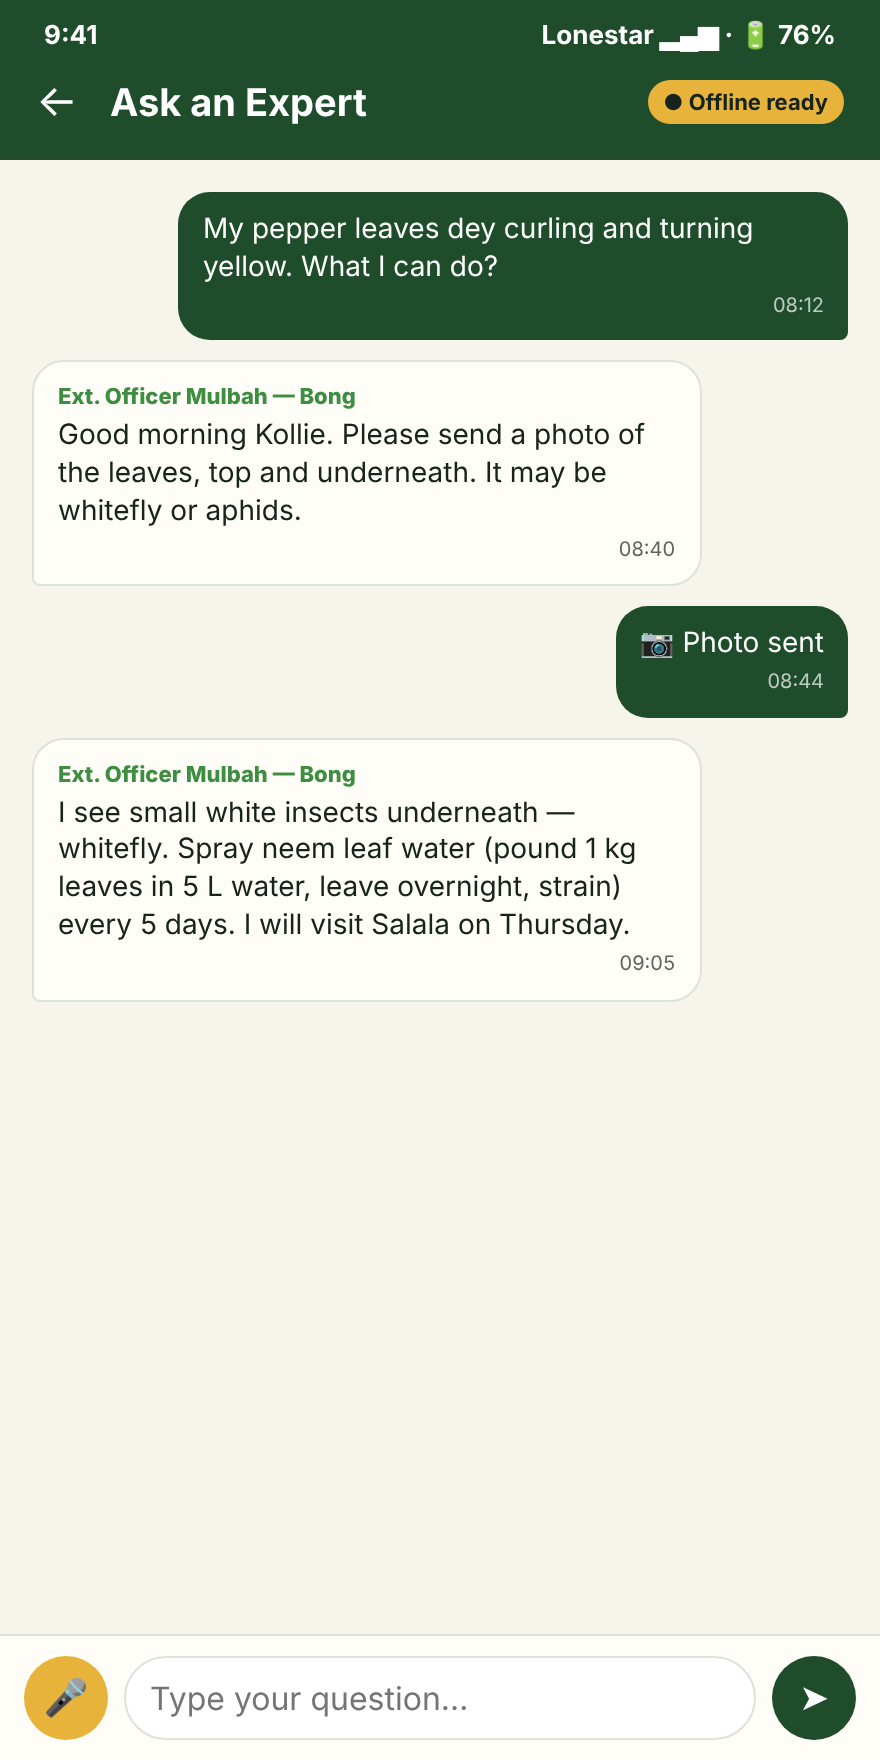 9:41
Lonestar ▂▄▆ · 🔋 76%
← Ask an Expert
● Offline ready
My pepper leaves dey curling and turning
yellow. What I can do?
08:12
Ext. Officer Mulbah — Bong
Good morning Kollie. Please send a photo of
the leaves, top and underneath. It may be
whitefly or aphids.
08:40
📷 Photo sent
08:44
Ext. Officer Mulbah — Bong
I see small white insects underneath —
whitefly. Spray neem leaf water (pound 1 kg
leaves in 5 L water, leave overnight, strain)
every 5 days. I will visit Salala on Thursday.
09:05
🎤 Type your question... ➤